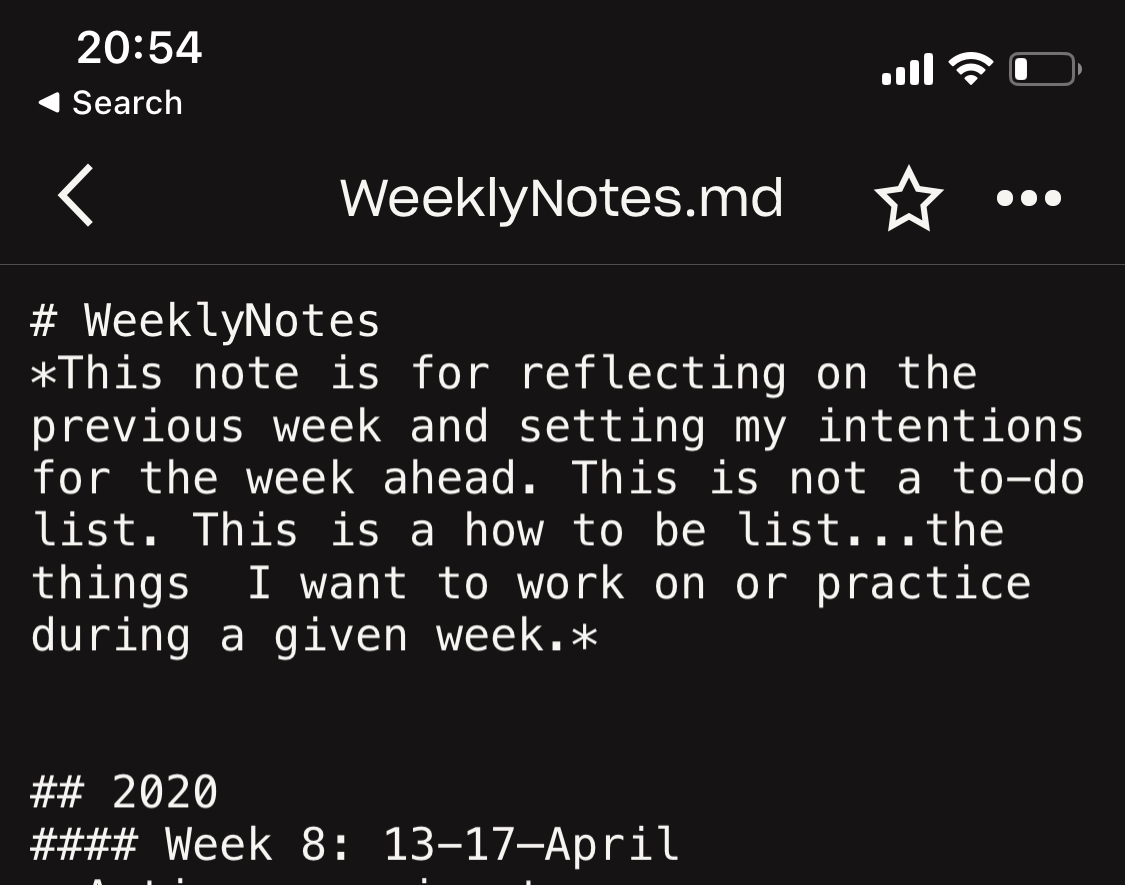 20:54
◀ Search
WeeklyNotes.md
# WeeklyNotes
*This note is for reflecting on the
previous week and setting my intentions
for the week ahead. This is not a to-do
list. This is a how to be list...the
things  I want to work on or practice
during a given week.*
## 2020
#### Week 8: 13-17-April